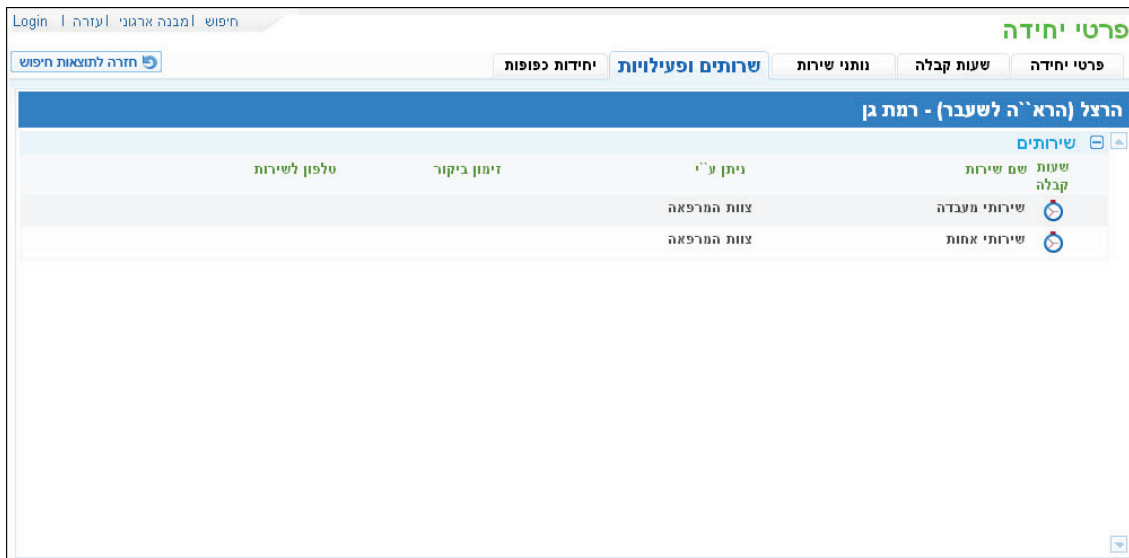 חיפוש | מבנה ארגוני | עזרה | Login
פרטי יחידה
פרטי יחידה שעות קבלה נותני שירות שרותים ופעילויות יחידות כפופות חזרה לתוצאות חיפוש
הרצל (הרא``ה לשעבר) - רמת גן
שירותים
שעות קבלה שם שירות ניתן ע``י זימון ביקור טלפון לשירות
שירותי מעבדה צוות המרפאה
שירותי אחות צוות המרפאה